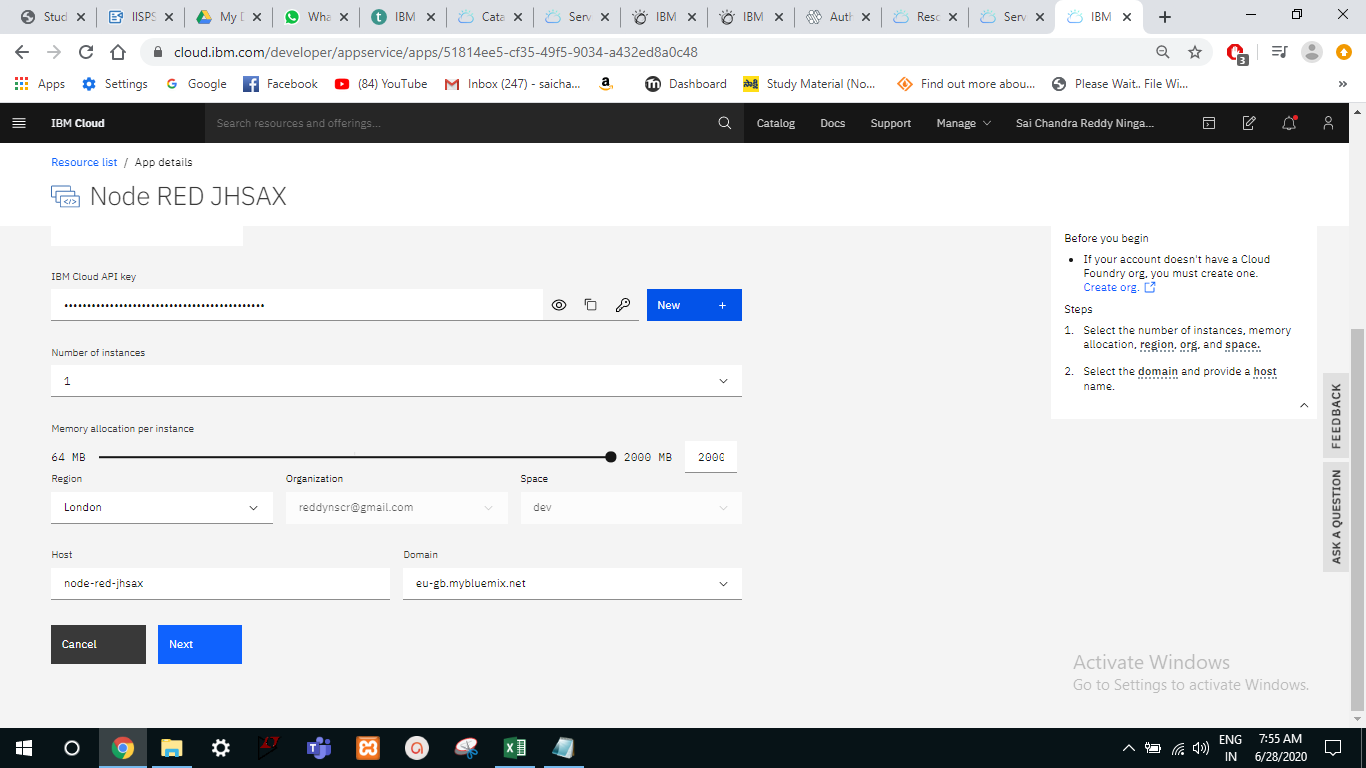 Stud
IISPS
My D
Wha
IBM
Cata
Serv
IBM
IBM
Auth
Resc
Serv
IBM
cloud.ibm.com/developer/appservice/apps/51814ee5-cf35-49f5-9034-a432ed8a0c48
3
Apps Settings Google Facebook (84) YouTube Inbox (247) - saicha... Dashboard Study Material (No... Find out more abou... Please Wait.. File Wi... »
IBM Cloud
Search resources and offerings...
Catalog Docs Support Manage Sai Chandra Reddy Ninga...
Resource list / App details
Node RED JHSAX
IBM Cloud API key
New +
Number of instances
1
Memory allocation per instance
64 MB 2000 MB 2000
Region Organization Space
London reddynscr@gmail.com dev
Host Domain
node-red-jhsax eu-gb.mybluemix.net
Cancel Next
Before you begin
• If your account doesn't have a Cloud
Foundry org, you must create one.
Create org.
Steps
1. Select the number of instances, memory
allocation, region, org, and space.
2. Select the domain and provide a host
name.
FEEDBACK
ASK A QUESTION
Activate Windows
Go to Settings to activate Windows.
ENG
IN
7:55 AM
6/28/2020